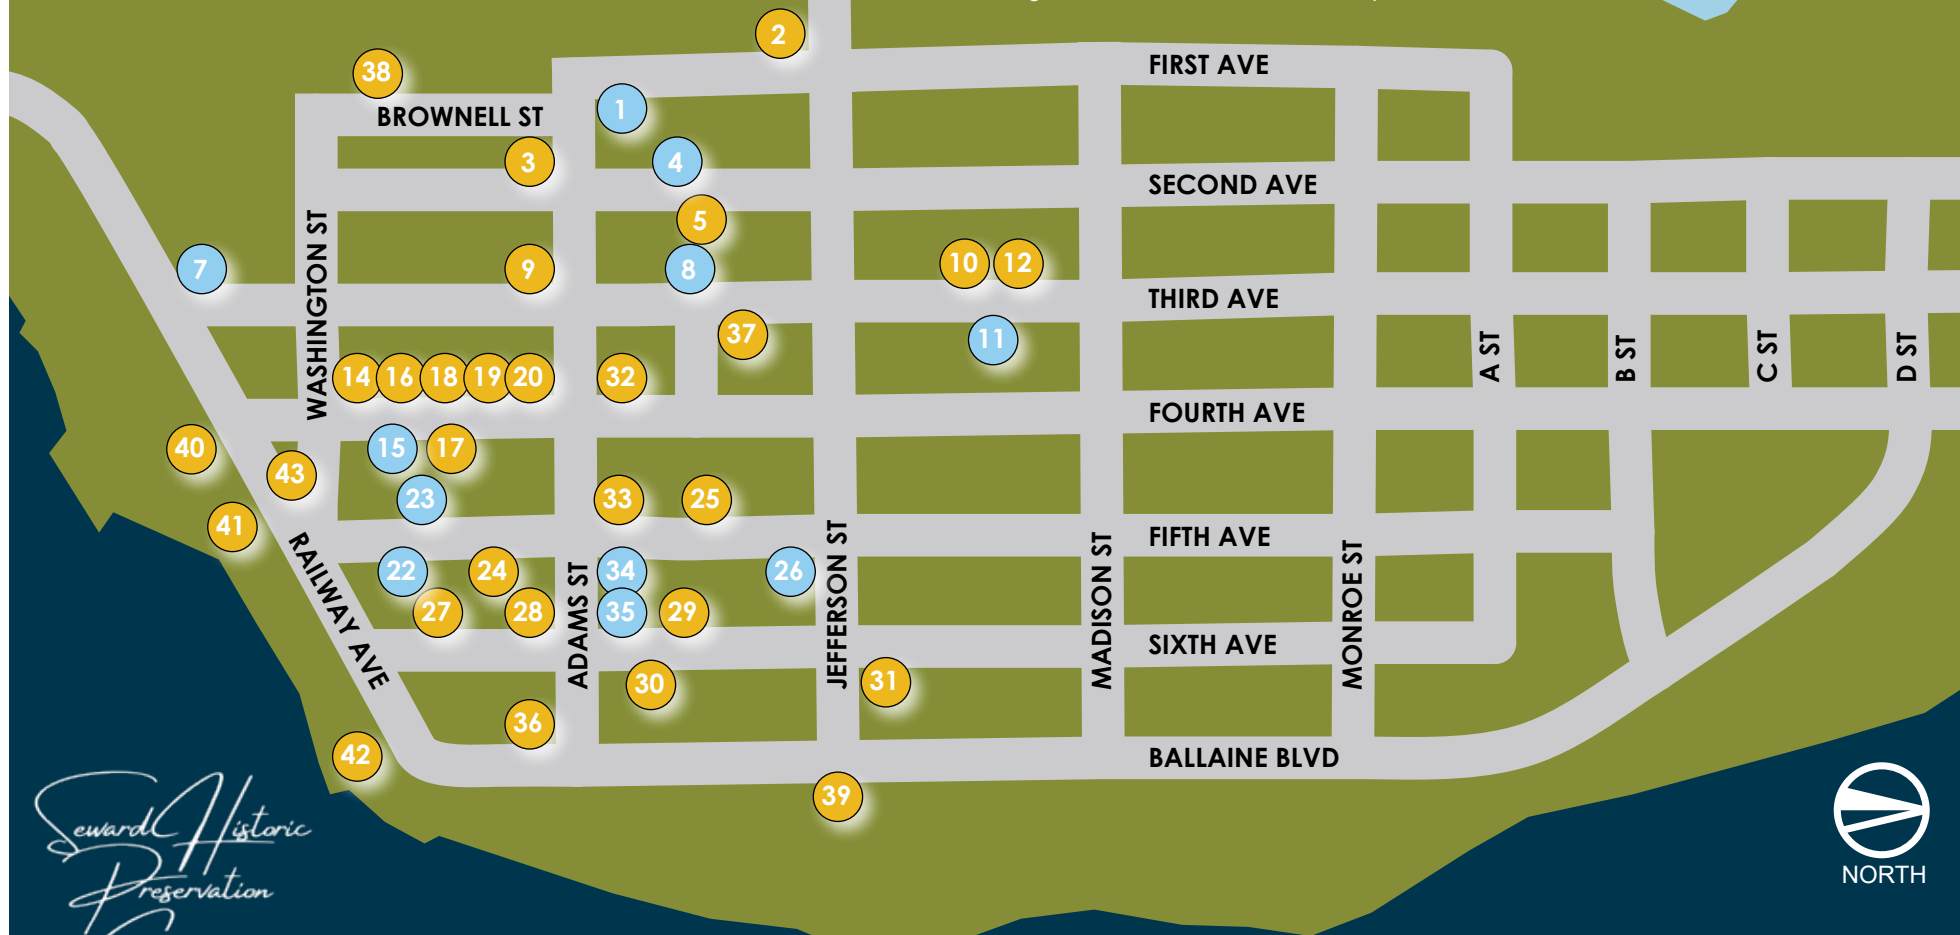 2
38
FIRST AVE
1
BROWNELL ST
3
4
SECOND AVE
5
7
9
8
10
12
WASHINGTON ST
THIRD AVE
37
11
A ST
B ST
C ST
D ST
14
16
18
19
20
32
FOURTH AVE
40
15
17
43
23
33
25
41
FIFTH AVE
RAILWAY AVE
22
24
34
26
JEFFERSON ST
MADISON ST
MONROE ST
ADAMS ST
27
28
35
29
SIXTH AVE
30
31
36
42
BALLAINE BLVD
39
Seward Historic
Preservation
NORTH